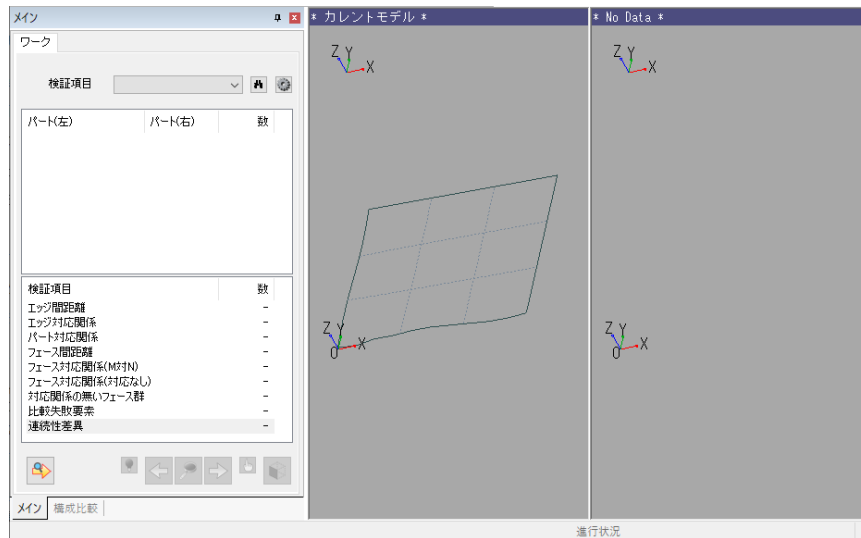 メイン
* カレントモデル *
* No Data *
ワーク
検証項目
パート(左) パート(右) 数
検証項目 数
エッジ間距離 -
エッジ対応関係 -
パート対応関係 -
フェース間距離 -
フェース対応関係(M対N) -
フェース対応関係(対応なし) -
対応関係の無いフェース群 -
比較失敗要素 -
連続性差異 -
メイン 構成比較
Z Y
X
Z Y
X
O
Z Y
X
Z Y
X
O
進行状況